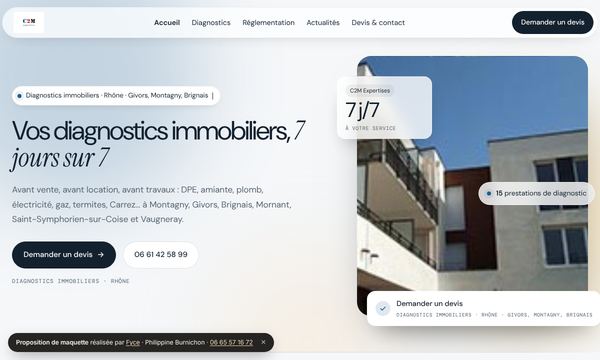 C2M
Accueil
Diagnostics
Réglementation
Actualités
Devis & contact
Demander un devis
Diagnostics immobiliers · Rhône · Givors, Montagny, Brignais
Vos diagnostics immobiliers, 7
jours sur 7
Avant vente, avant location, avant travaux : DPE, amiante, plomb,
électricité, gaz, termites, Carrez... à Montagny, Givors, Brignais, Mornant,
Saint-Symphorien-sur-Coise et Vaugneray.
Demander un devis →
06 61 42 58 99
DIAGNOSTICS IMMOBILIERS · RHÔNE
C2M Expertises
7j/7
À VOTRE SERVICE
15 prestations de diagnostic
Demander un devis
DIAGNOSTICS IMMOBILIERS · RHÔNE · GIVORS, MONTAGNY, BRIGNAIS
Proposition de maquette réalisée par Fyce · Philippine Burnichon · 06 65 57 16 72 ×